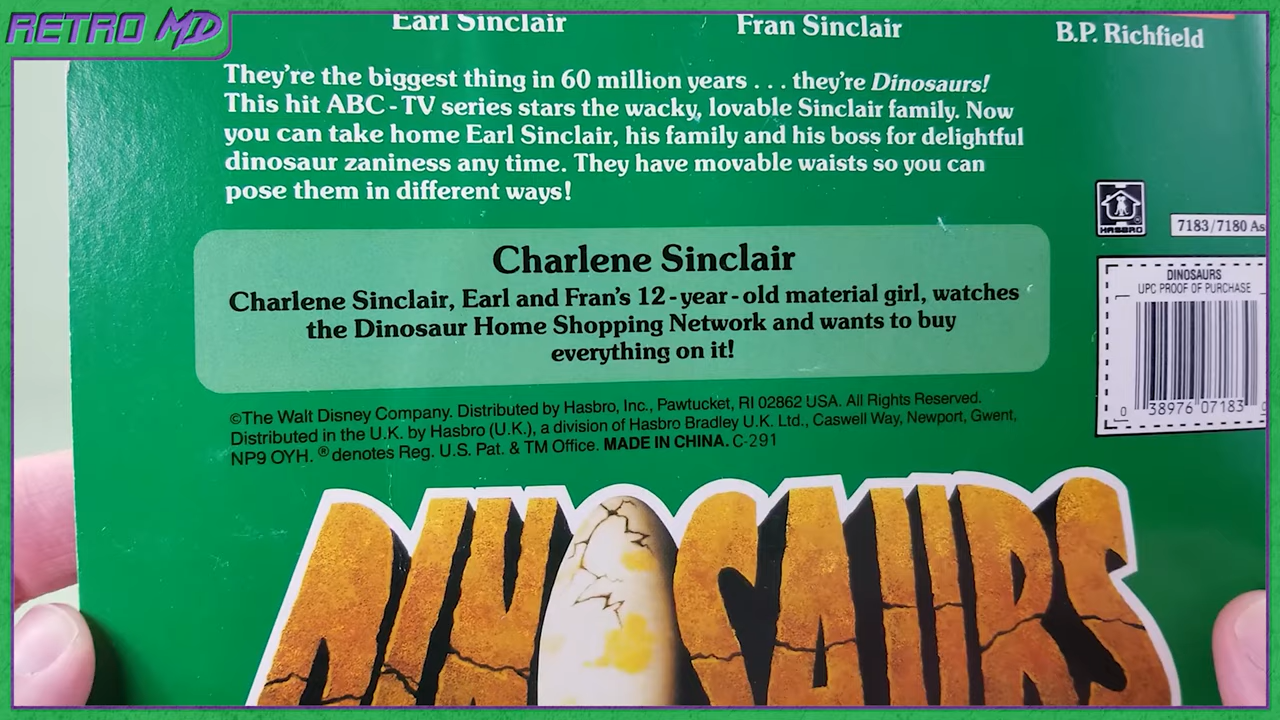 RETRO MD
Earl Sinclair
Fran Sinclair
B.P. Richfield
They're the biggest thing in 60 million years . . . they're Dinosaurs!
This hit ABC-TV series stars the wacky, lovable Sinclair family. Now
you can take home Earl Sinclair, his family and his boss for delightful
dinosaur zaniness any time. They have movable waists so you can
pose them in different ways!
HASBRO
7183/7180 As
Charlene Sinclair
Charlene Sinclair, Earl and Fran's 12-year-old material girl, watches
the Dinosaur Home Shopping Network and wants to buy
everything on it!
DINOSAURS
UPC PROOF OF PURCHASE
0 38976 07183
©The Walt Disney Company. Distributed by Hasbro, Inc., Pawtucket, RI 02862 USA. All Rights Reserved.
Distributed in the U.K. by Hasbro (U.K.), a division of Hasbro Bradley U.K. Ltd., Caswell Way, Newport, Gwent,
NP9 OYH. ® denotes Reg. U.S. Pat. & TM Office. MADE IN CHINA. C-291
DINOSAURS